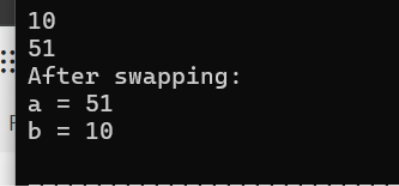 10
51
After swapping:
a = 51
b = 10